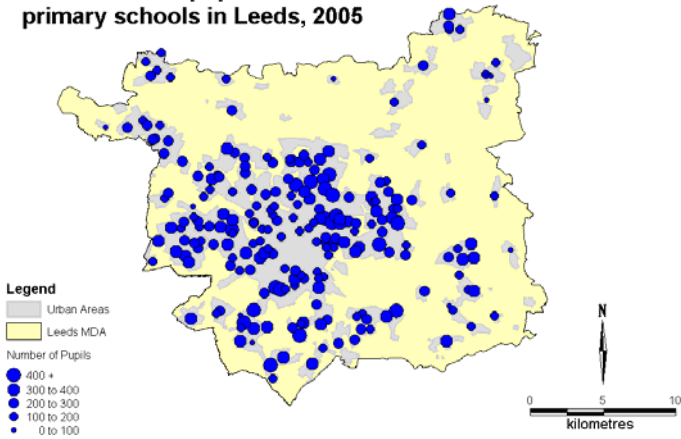 primary schools in Leeds, 2005
Legend
Urban Areas
Leeds MDA
Number of Pupils
400 +
300 to 400
200 to 300
100 to 200
0 to 100
N
0 5 10
kilometres